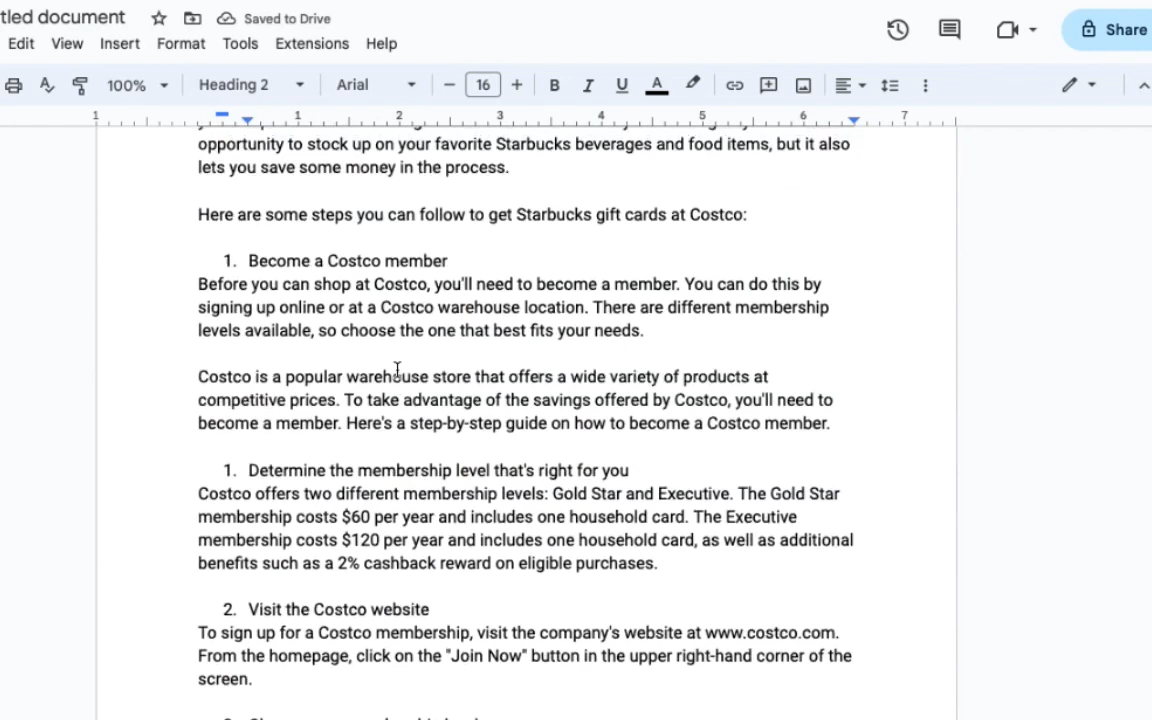 tled document Saved to Drive
Edit View Insert Format Tools Extensions Help
Share
100% Heading 2 Arial 16 B I U A
1 1 2 3 4 5 6 7
opportunity to stock up on your favorite Starbucks beverages and food items, but it also
lets you save some money in the process.
Here are some steps you can follow to get Starbucks gift cards at Costco:
1. Become a Costco member
Before you can shop at Costco, you'll need to become a member. You can do this by
signing up online or at a Costco warehouse location. There are different membership
levels available, so choose the one that best fits your needs.
Costco is a popular warehouse store that offers a wide variety of products at
competitive prices. To take advantage of the savings offered by Costco, you'll need to
become a member. Here's a step-by-step guide on how to become a Costco member.
1. Determine the membership level that's right for you
Costco offers two different membership levels: Gold Star and Executive. The Gold Star
membership costs $60 per year and includes one household card. The Executive
membership costs $120 per year and includes one household card, as well as additional
benefits such as a 2% cashback reward on eligible purchases.
2. Visit the Costco website
To sign up for a Costco membership, visit the company's website at www.costco.com.
From the homepage, click on the "Join Now" button in the upper right-hand corner of the
screen.